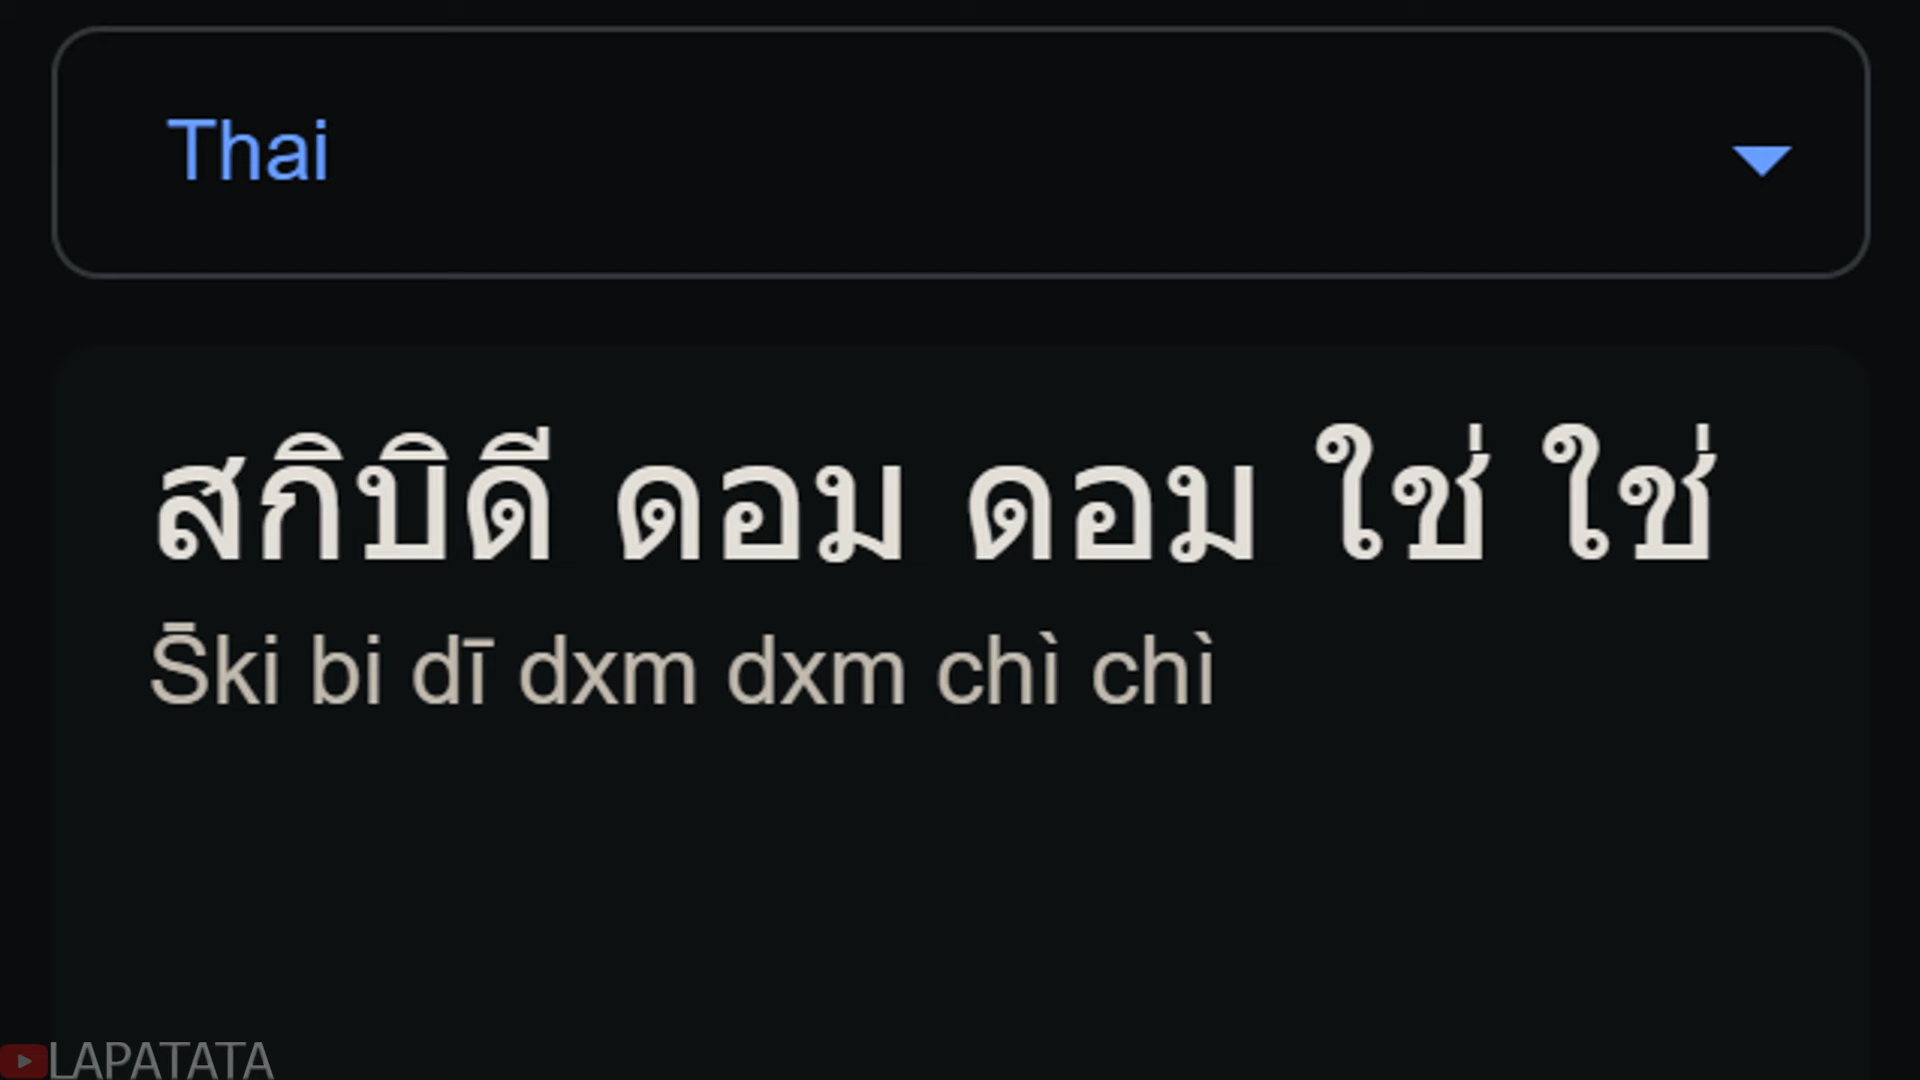 Thai
สกิบิดี ดอม ดอม ใช่ ใช่
S̄ki bi dī dxm dxm chì chì
LAPATATA